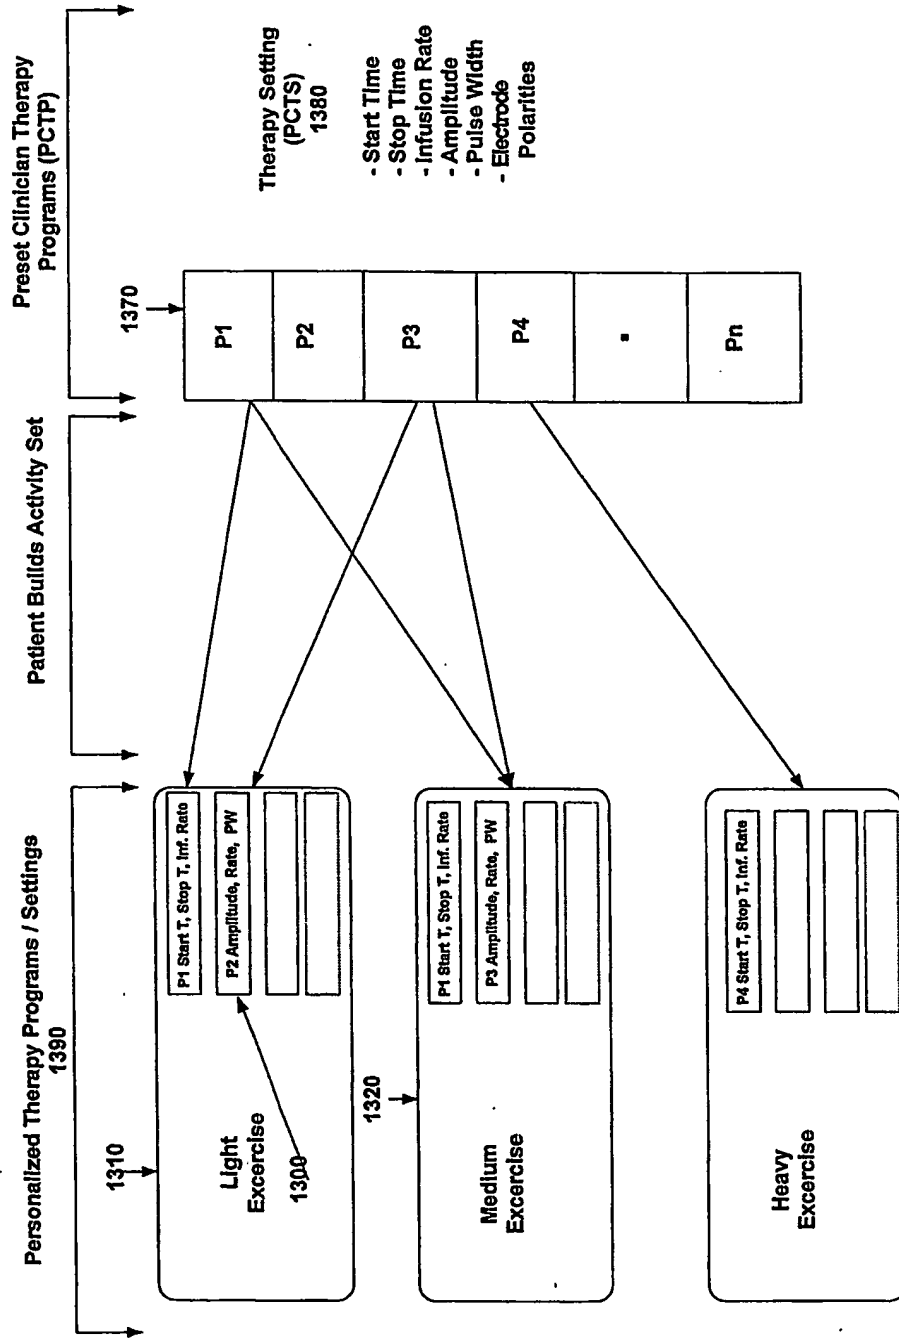 Personalized Therapy Programs / Settings
1390
Patient Builds Activity Set
Preset Clinician Therapy
Programs (PCTP)
1310
Light
Excercise
1300
P1 Start T, Stop T, Inf. Rate
P2 Amplitude, Rate, PW
1320
Medium
Excercise
P1 Start T, Stop T, Inf. Rate
P3 Amplitude, Rate, PW
Heavy
Excercise
P4 Start T, Stop T, Inf. Rate
1370
P1
P2
P3
P4
Pn
Therapy Setting
(PCTS)
1380
- Start Time
- Stop Time
- Infusion Rate
- Amplitude
- Pulse Width
- Electrode
Polarities